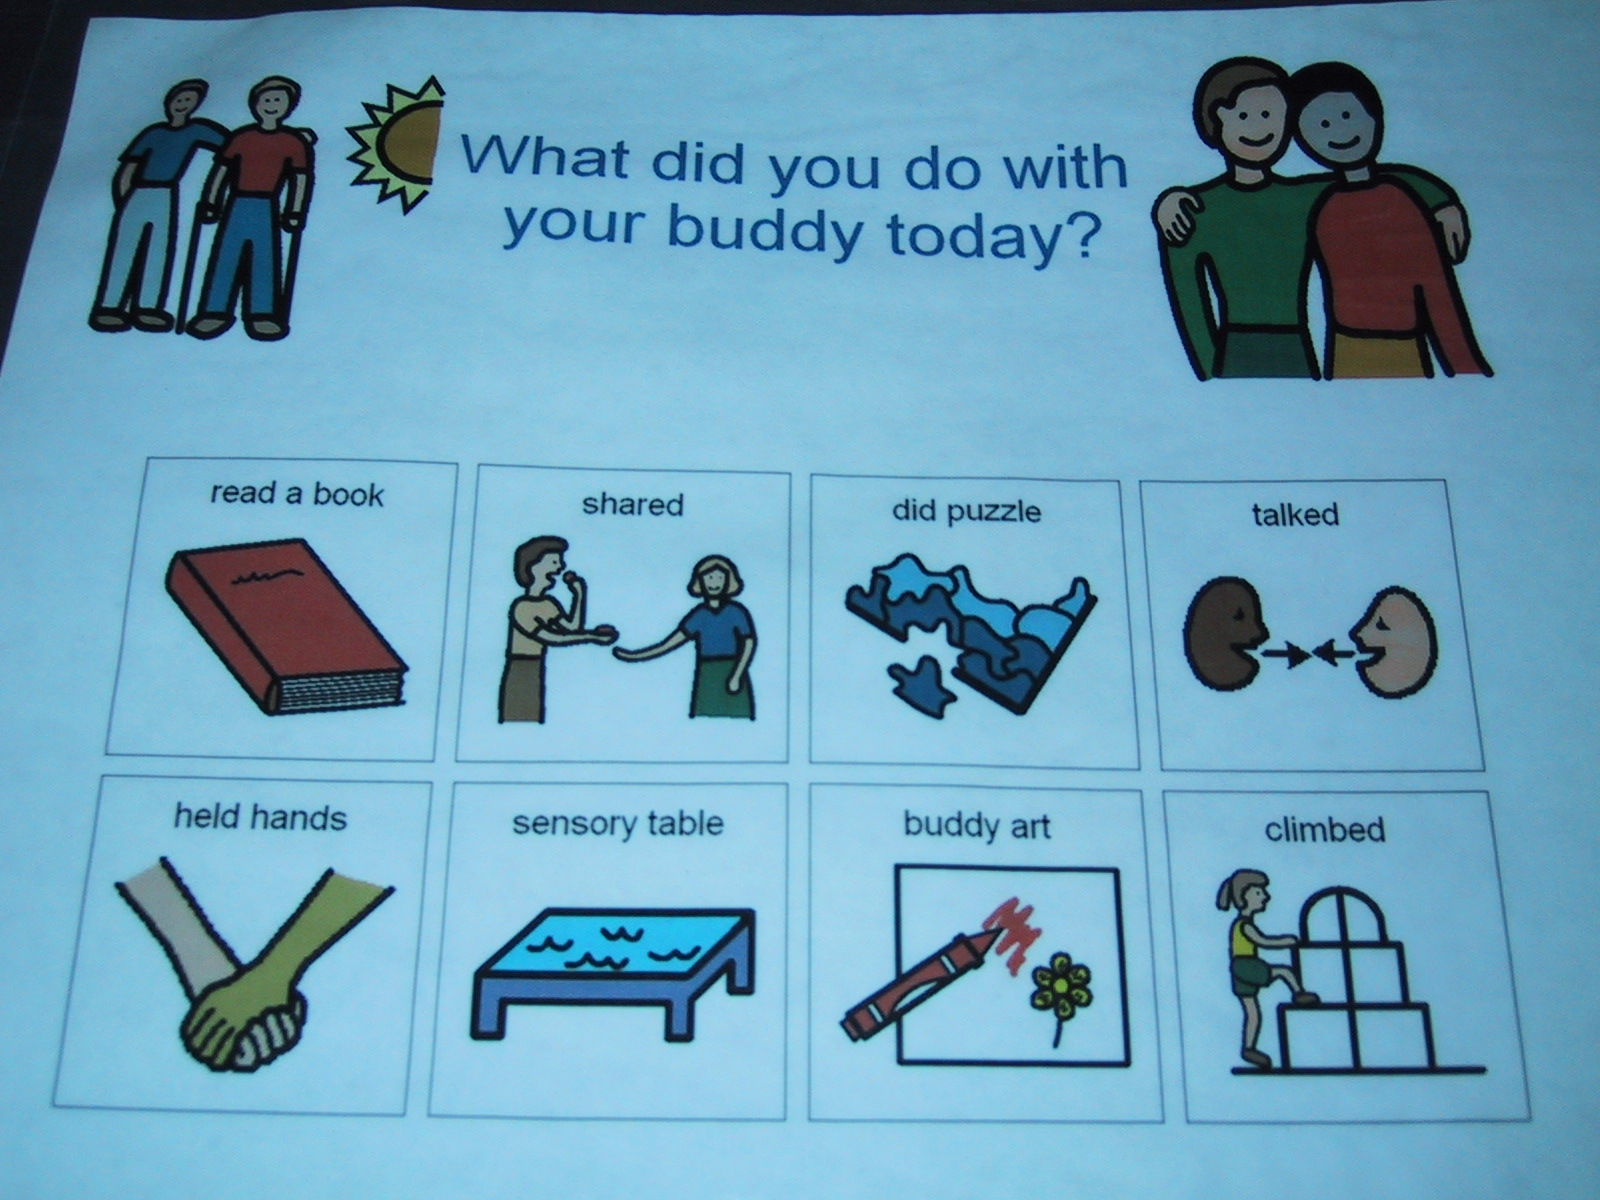 What did you do with
your buddy today?
read a book
shared
did puzzle
talked
held hands
sensory table
buddy art
climbed